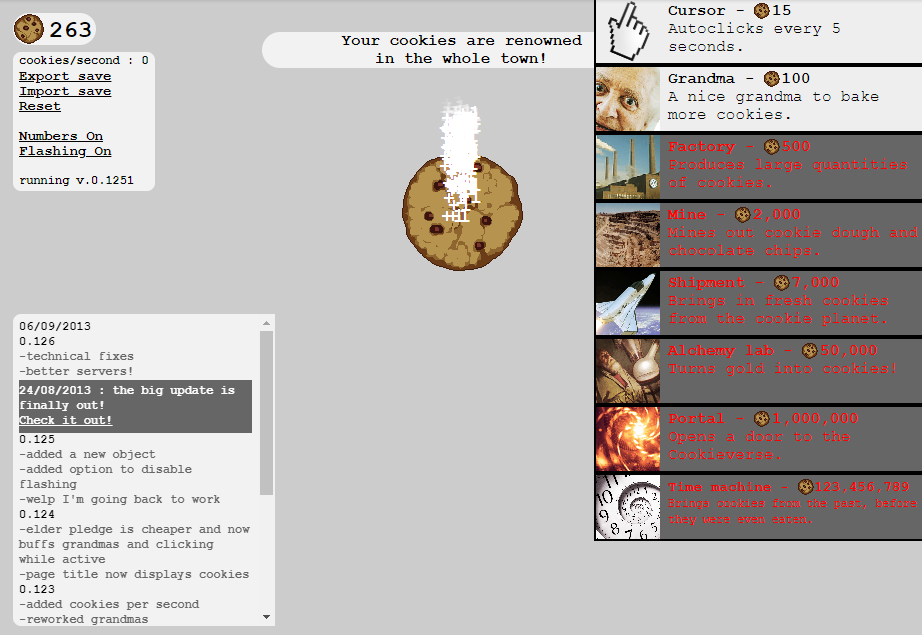 263
cookies/second : 0
Export save
Import save
Reset
Numbers On
Flashing On
running v.0.1251
Your cookies are renowned
in the whole town!
+1
06/09/2013
0.126
-technical fixes
-better servers!
24/08/2013 : the big update is
finally out!
Check it out!
0.125
-added a new object
-added option to disable
flashing
-welp I'm going back to work
0.124
-elder pledge is cheaper and now
buffs grandmas and clicking
while active
-page title now displays cookies
0.123
-added cookies per second
-reworked grandmas
Cursor - 15
Autoclicks every 5
seconds.
Grandma - 100
A nice grandma to bake
more cookies.
Factory - 500
Produces large quantities
of cookies.
Mine - 2,000
Mines out cookie dough and
chocolate chips.
Shipment - 7,000
Brings in fresh cookies
from the cookie planet.
Alchemy lab - 50,000
Turns gold into cookies!
Portal - 1,000,000
Opens a door to the
Cookieverse.
Time machine - 123,456,789
Brings cookies from the past, before
they were even eaten.